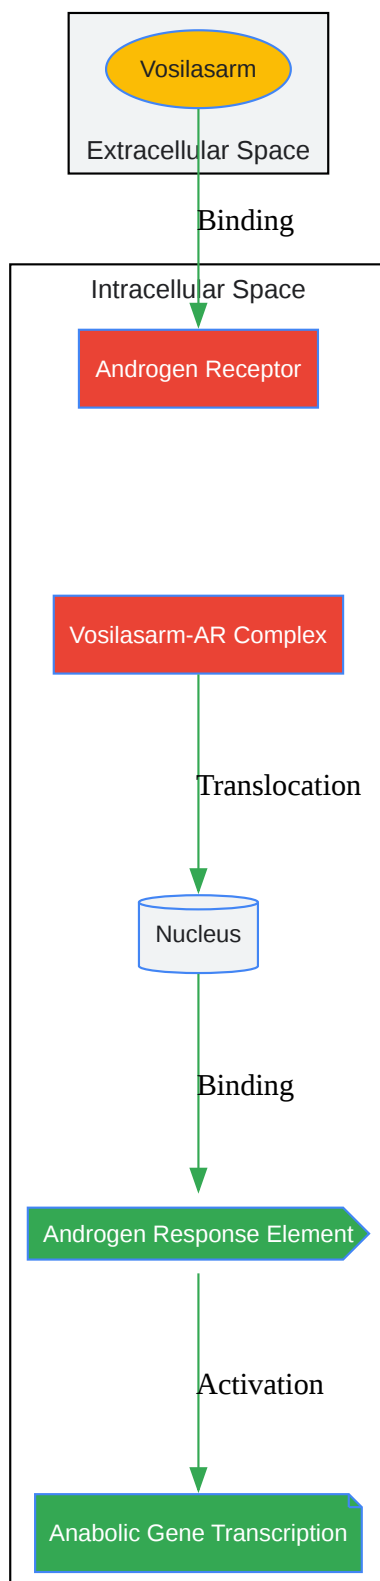 Vosilasarm
Extracellular Space
Binding
Intracellular Space
Androgen Receptor
Vosilasarm-AR Complex
Translocation
Nucleus
Binding
Androgen Response Element
Activation
Anabolic Gene Transcription